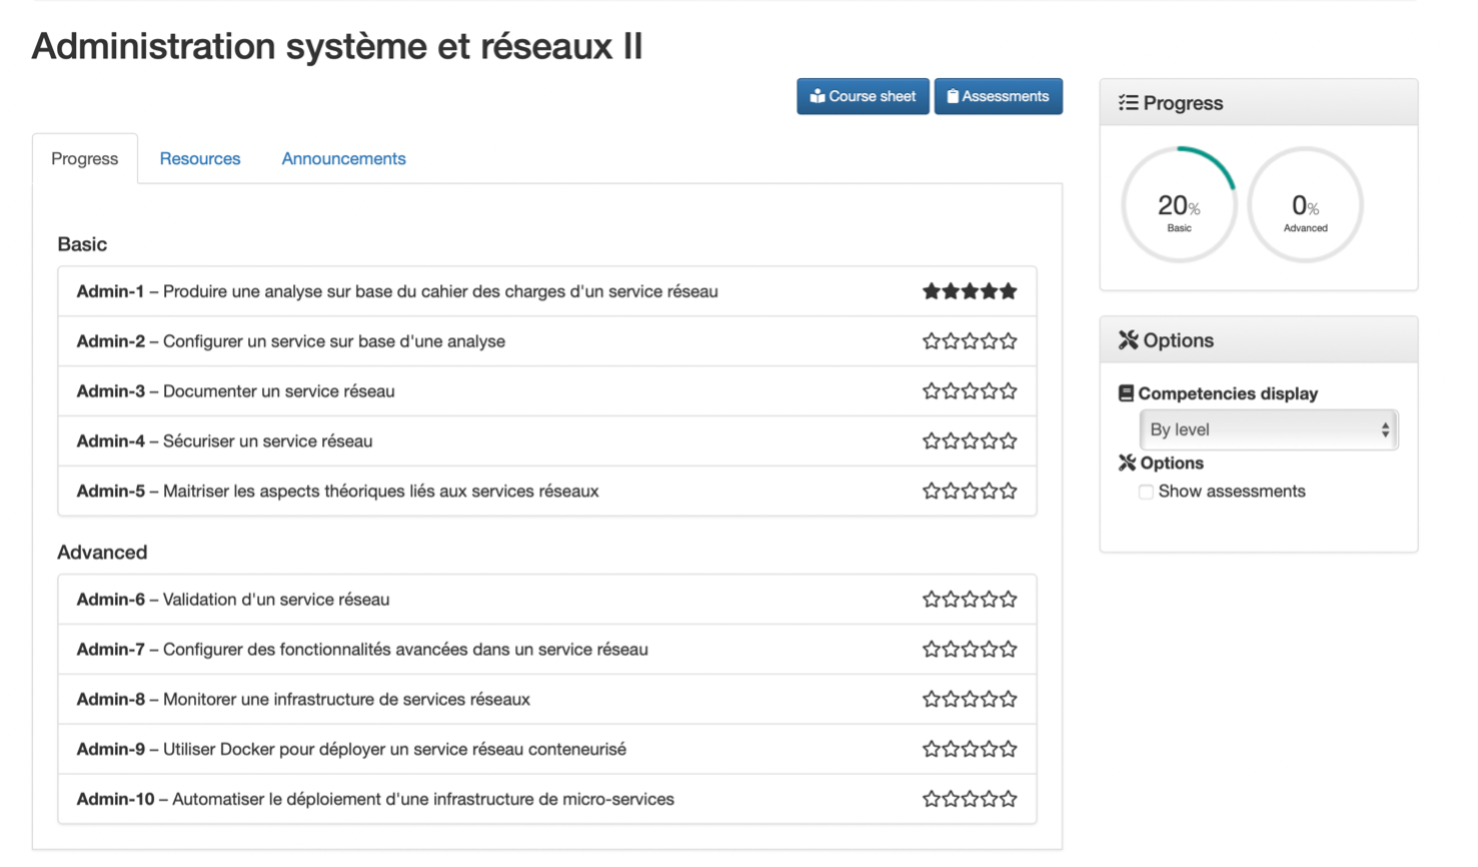 Administration système et réseaux II
Course sheet
Assessments
Progress
Resources
Announcements
Basic
Admin-1 – Produire une analyse sur base du cahier des charges d'un service réseau
Admin-2 – Configurer un service sur base d'une analyse
Admin-3 – Documenter un service réseau
Admin-4 – Sécuriser un service réseau
Admin-5 – Maitriser les aspects théoriques liés aux services réseaux
Advanced
Admin-6 – Validation d'un service réseau
Admin-7 – Configurer des fonctionnalités avancées dans un service réseau
Admin-8 – Monitorer une infrastructure de services réseaux
Admin-9 – Utiliser Docker pour déployer un service réseau conteneurisé
Admin-10 – Automatiser le déploiement d'une infrastructure de micro-services
Progress
20%
Basic
0%
Advanced
Options
Competencies display
By level
Options
Show assessments